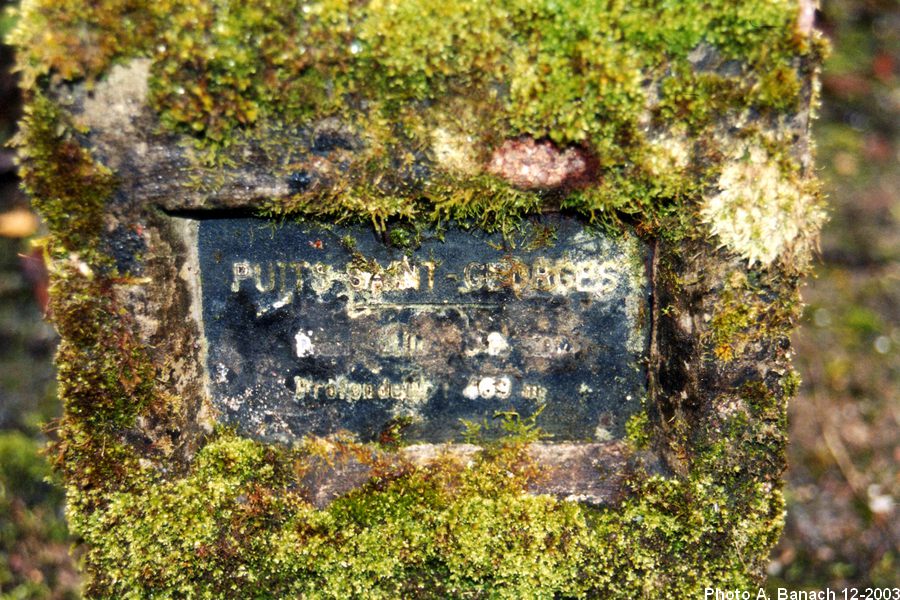 PUITS SAINT-GEORGES
Profondeur 469 m
Photo A. Banach 12-2003